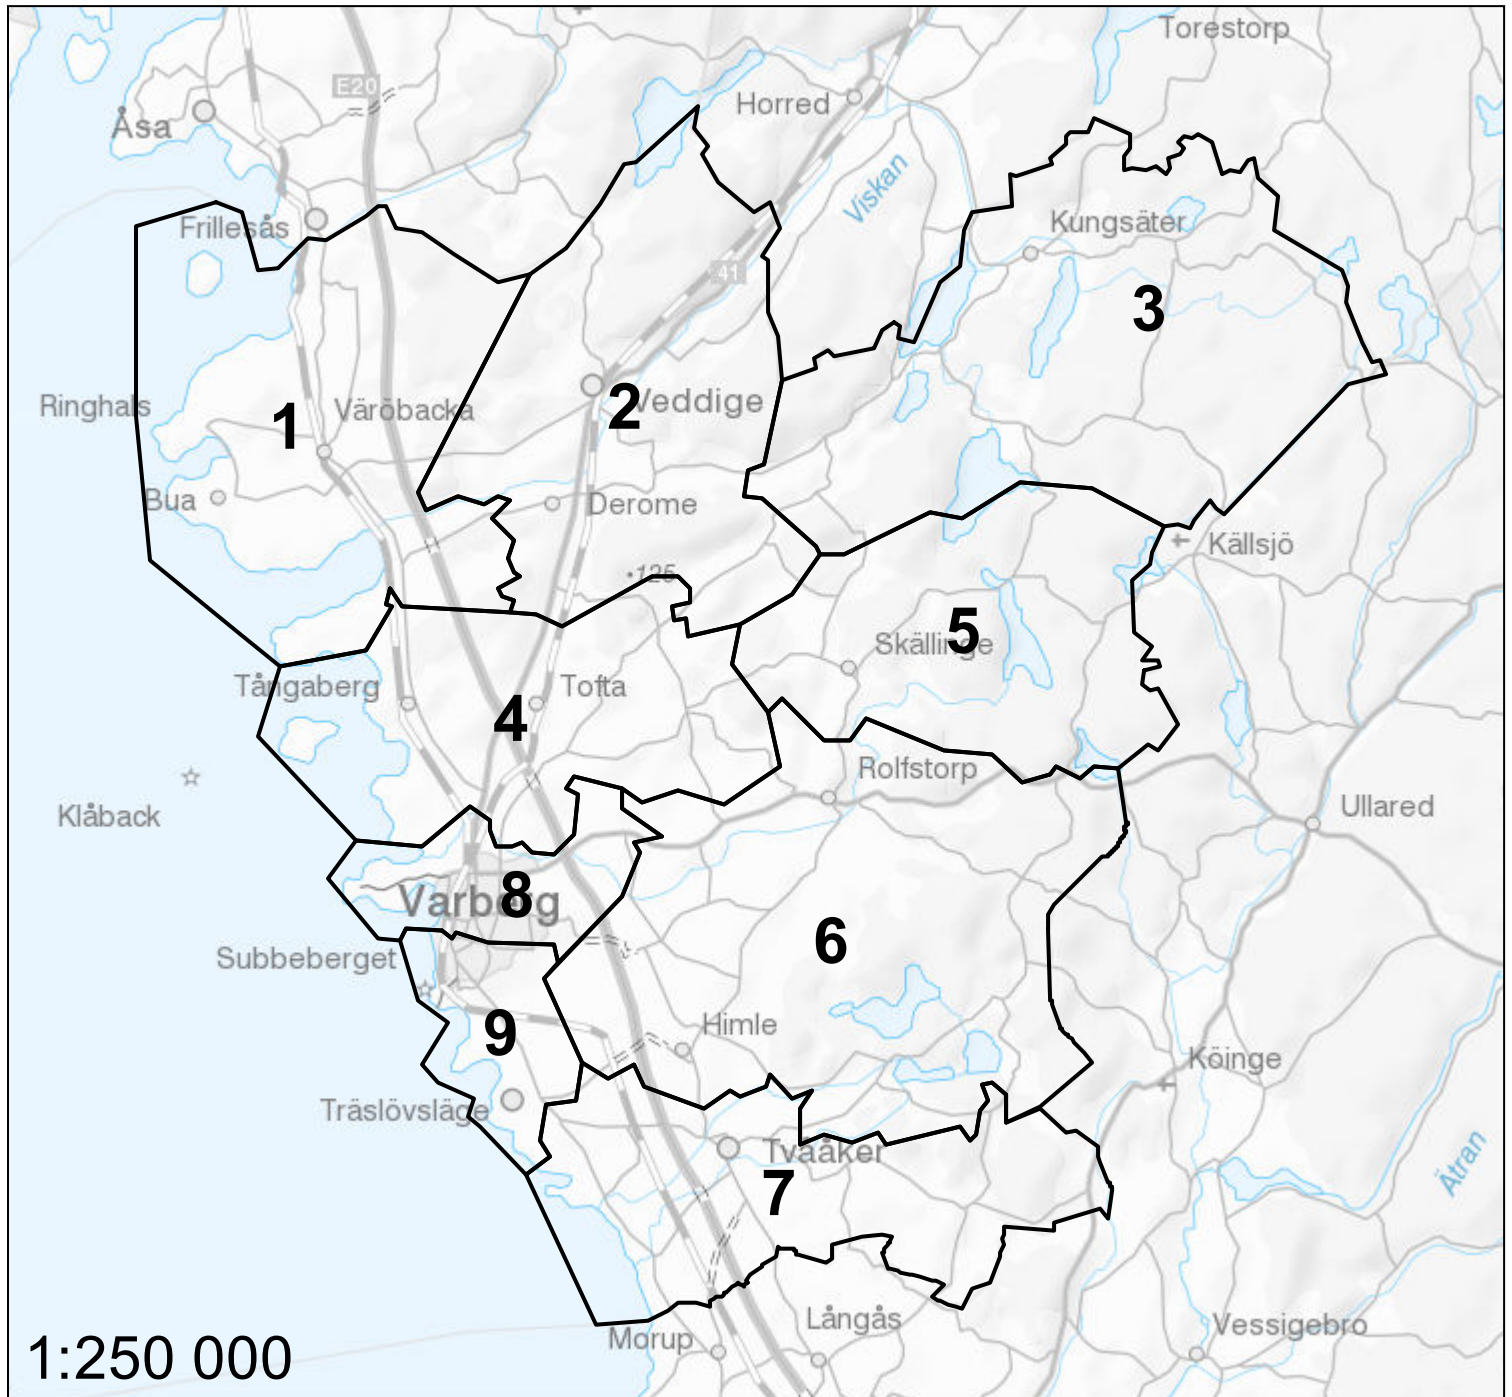 Torestorp
E20
Horred
Åsa
Viskan
Frillesås
Kungsäter
41
3
Ringhals
1
Väröbacka
2
Veddige
Bua
Derome
Källsjö
·125
5
Skällinge
Tångaberg
Tofta
4
Rolfstorp
Klåback
Ullared
8
Varberg
6
Subbeberget
9
Himle
Köinge
Träslövsläge
Tvååker
7
Ätran
Långås
Morup
Vessigebro
1:250 000